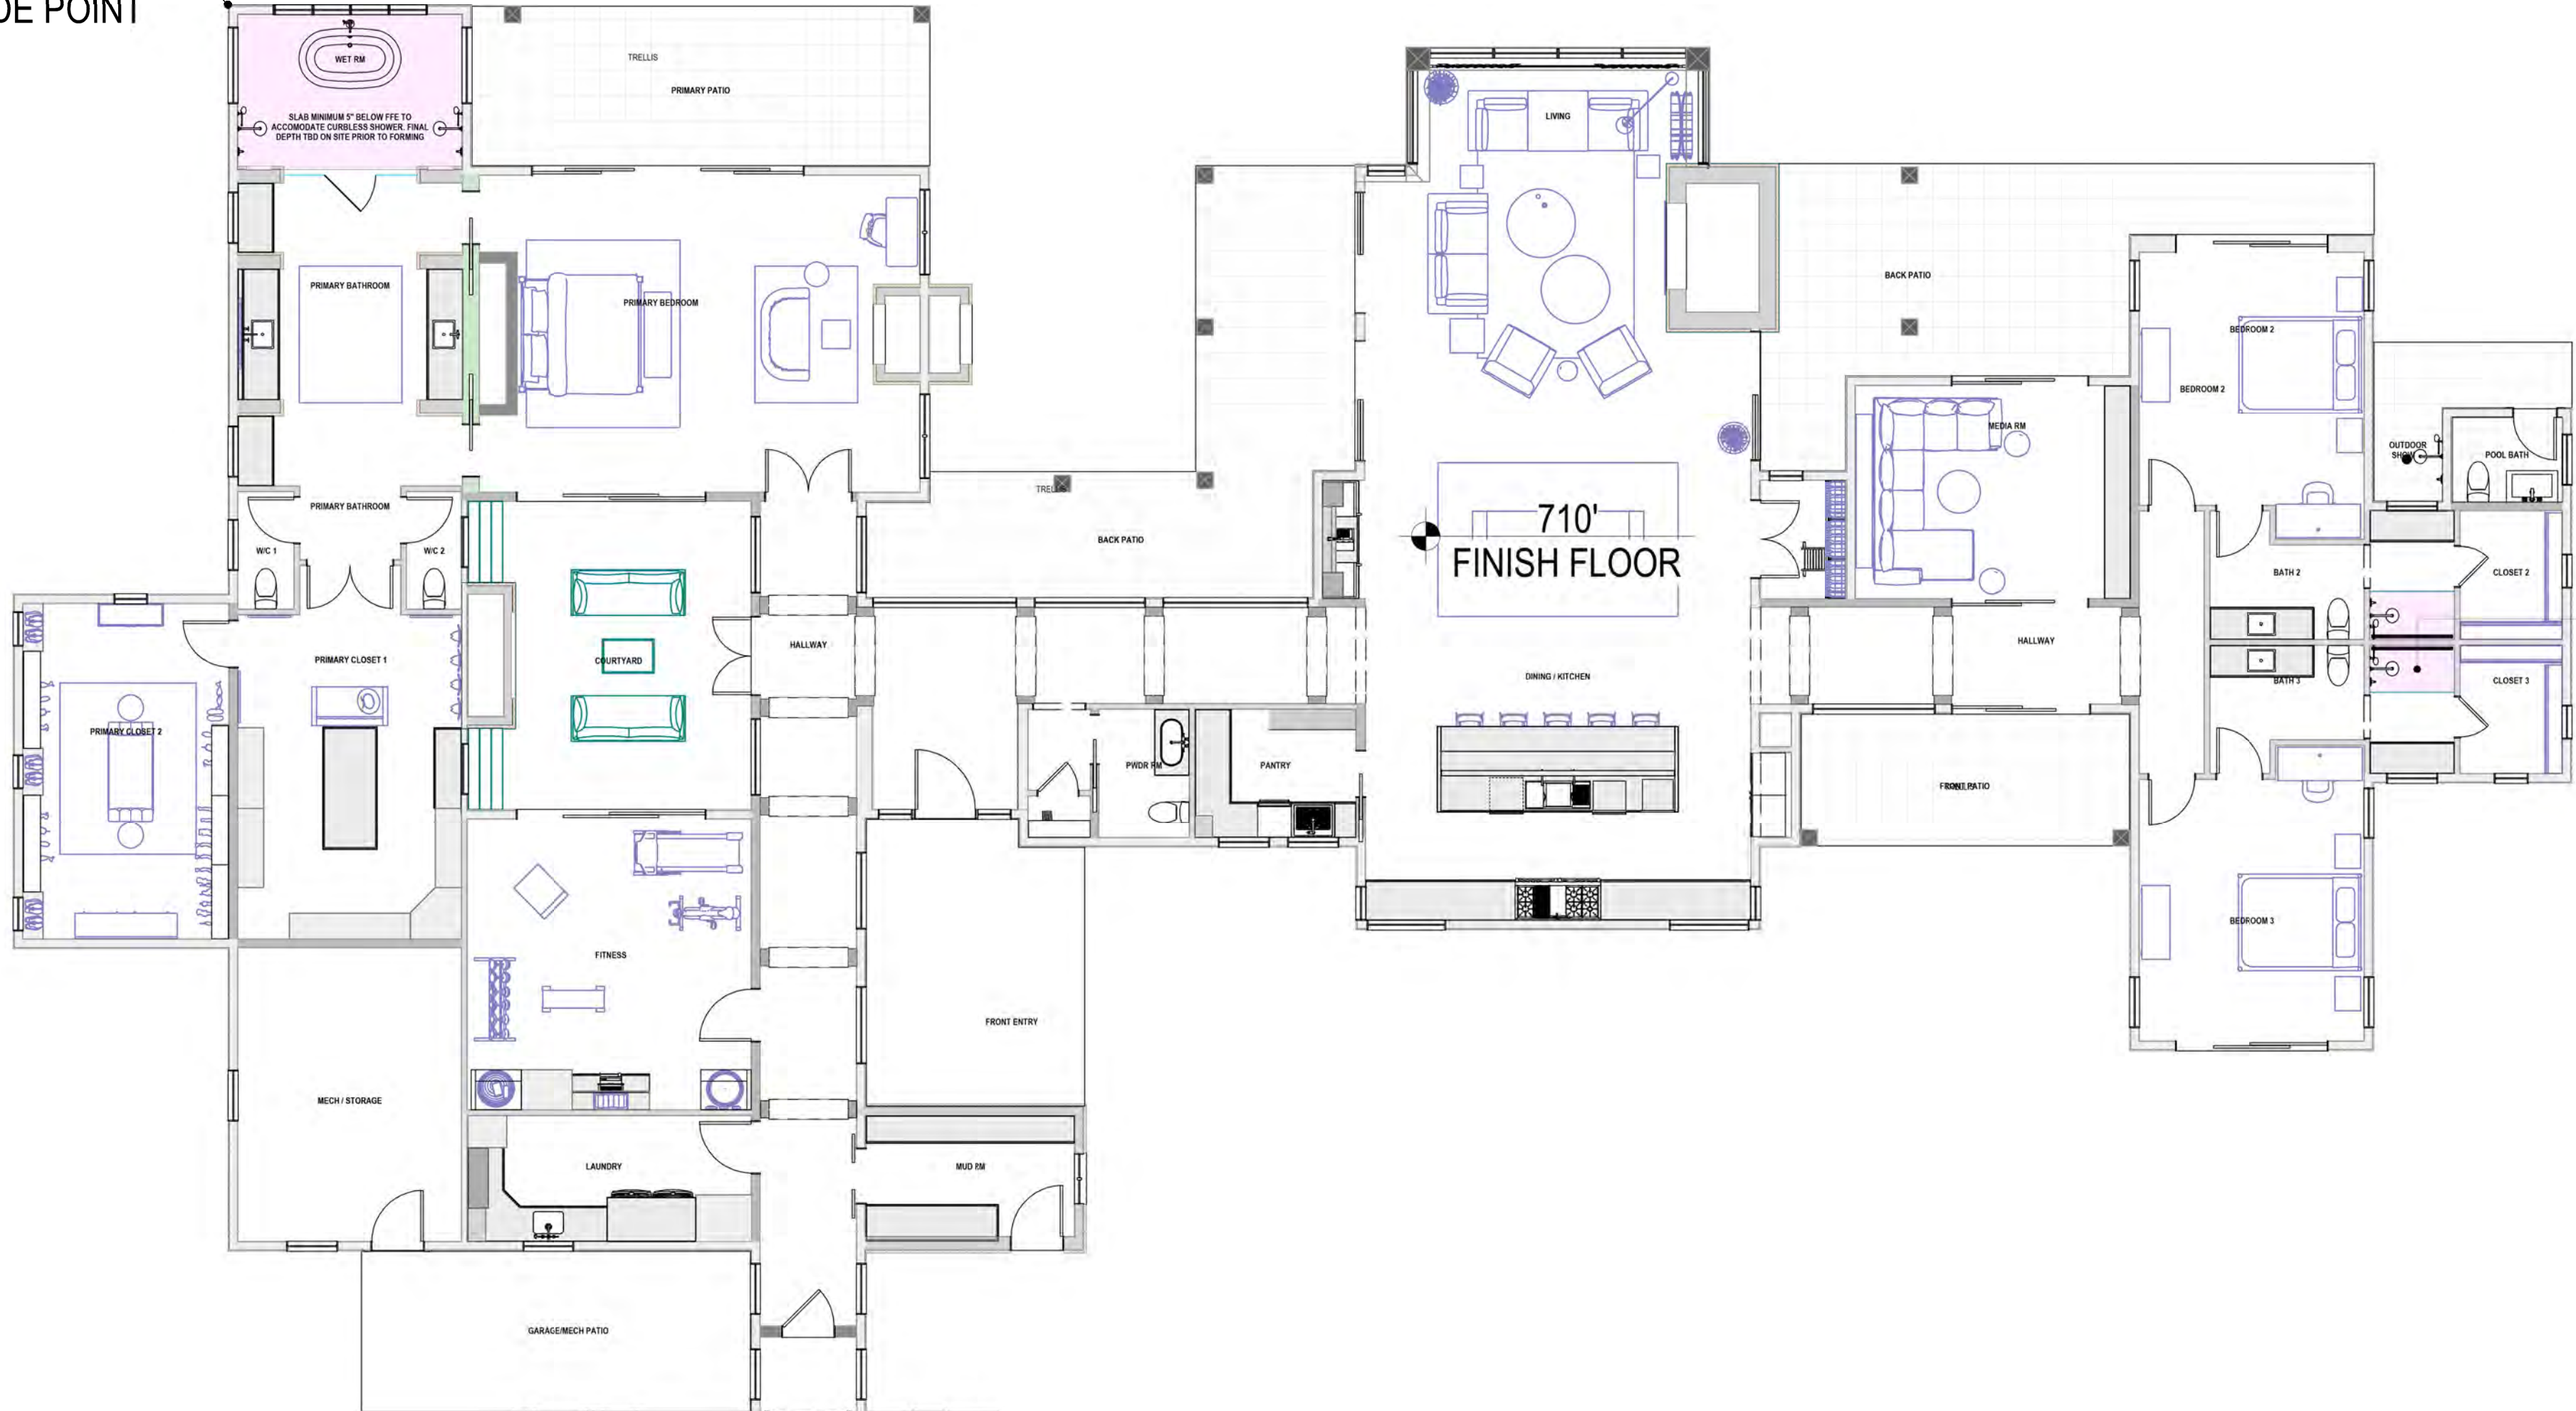 DE POINT
WET RM
SLAB MINIMUM 5" BELOW FFE TO
ACCOMODATE CURBLESS SHOWER. FINAL
DEPTH TBD ON SITE PRIOR TO FORMING
TRELLIS
PRIMARY PATIO
LIVING
PRIMARY BATHROOM
PRIMARY BEDROOM
BACK PATIO
BEDROOM 2
BEDROOM 2
MEDIA RM
OUTDOOR
POOL BATH
PRIMARY BATHROOM
W/C 1
W/C 2
BACK PATIO
710'
FINISH FLOOR
BATH 2
CLOSET 2
PRIMARY CLOSET 1
COURTYARD
HALLWAY
DINING / KITCHEN
HALLWAY
BATH 3
CLOSET 3
PRIMARY CLOSET 2
PWDR RM
PANTRY
FRONT PATIO
FITNESS
BEDROOM 3
FRONT ENTRY
MECH / STORAGE
LAUNDRY
MUD RM
GARAGE/MECH PATIO